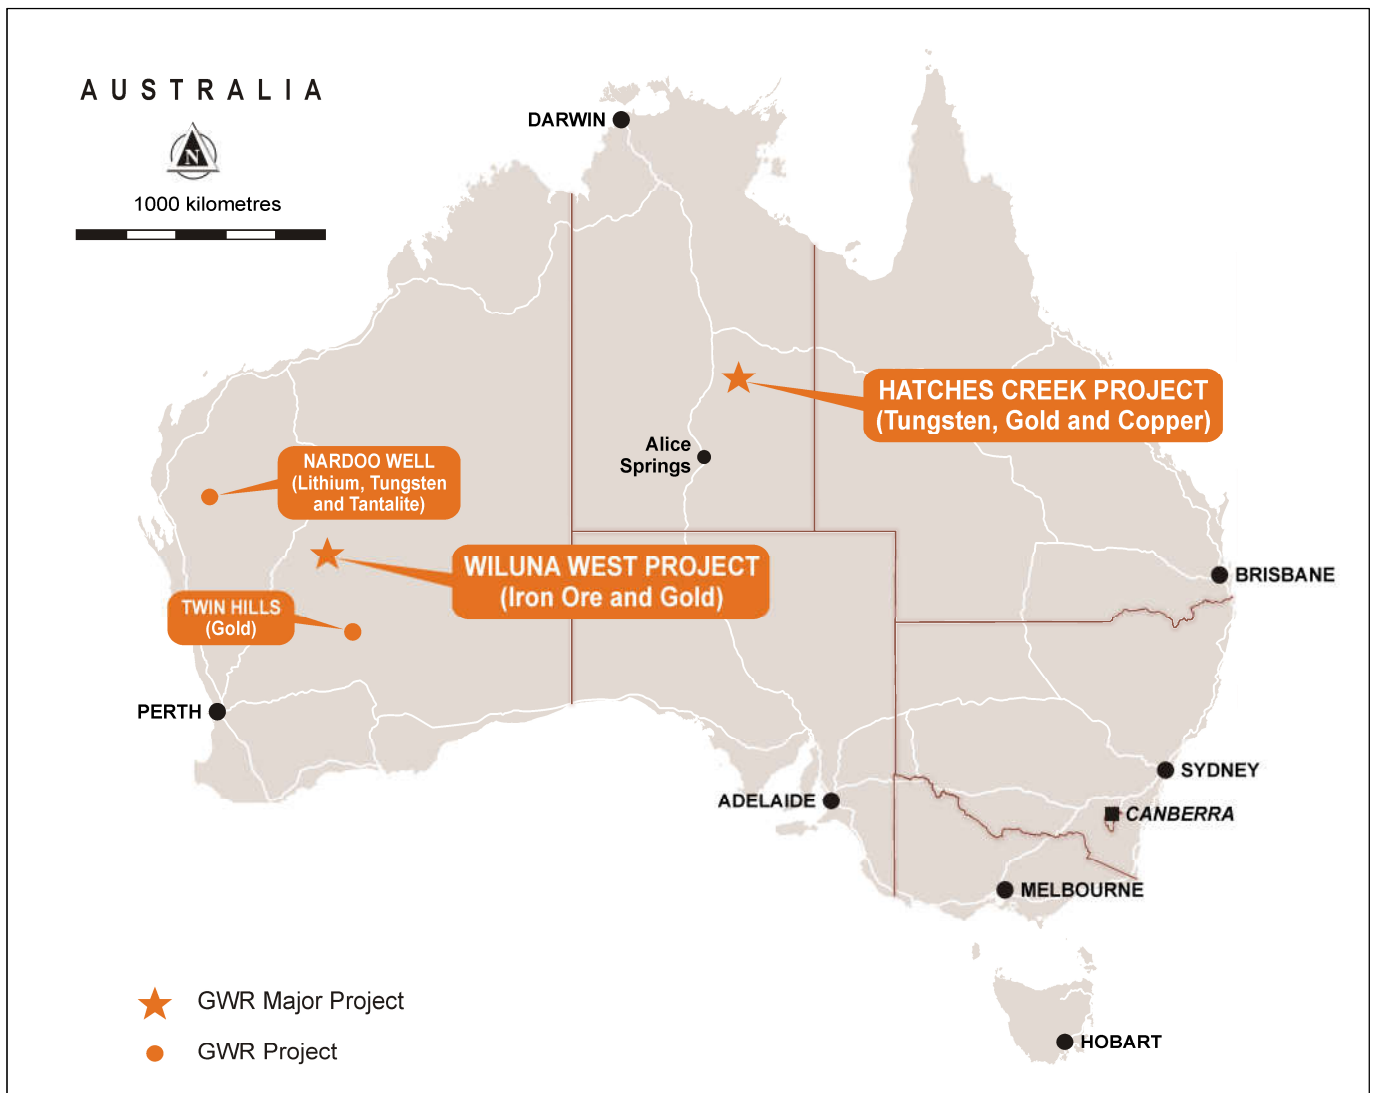 AUSTRALIA
N
1000 kilometres
DARWIN
HATCHES CREEK PROJECT
(Tungsten, Gold and Copper)
Alice
Springs
NARDOO WELL
(Lithium, Tungsten
and Tantalite)
WILUNA WEST PROJECT
(Iron Ore and Gold)
BRISBANE
TWIN HILLS
(Gold)
PERTH
SYDNEY
ADELAIDE
CANBERRA
MELBOURNE
GWR Major Project
GWR Project
HOBART